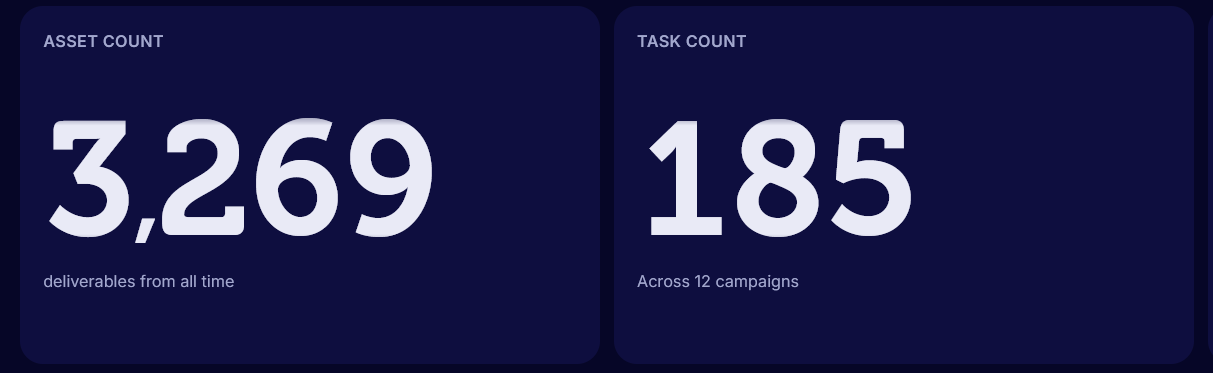 ASSET COUNT
3,269
deliverables from all time
TASK COUNT
185
Across 12 campaigns